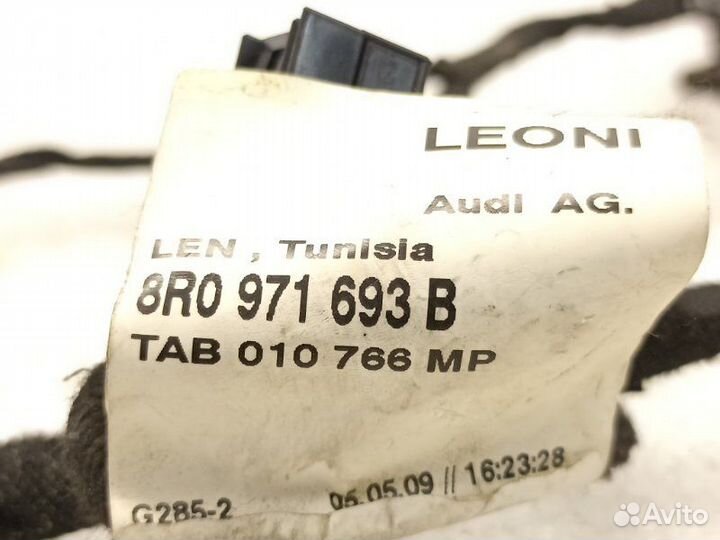 LEONI
Audi AG.
LEN , Tunisia
8R0 971 693 B
TAB 010 766 MP
G285-2 06.05.09 // 16:23:28
Avito